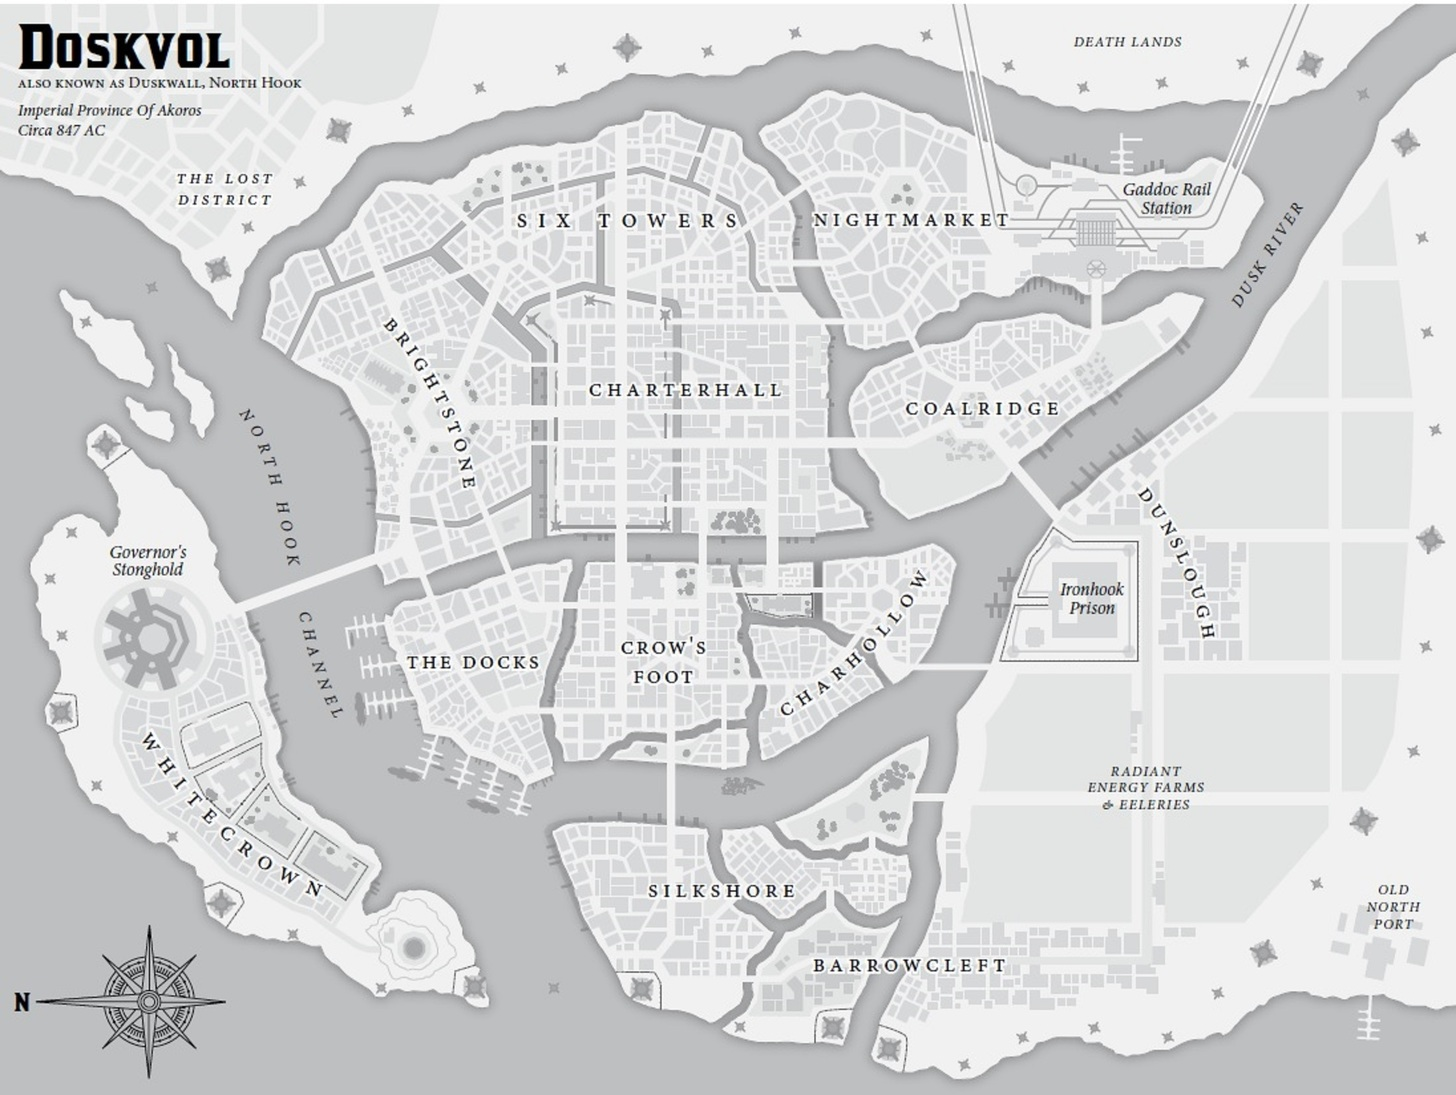 DOSKVOL
ALSO KNOWN AS DUSKWALL, NORTH HOOK
Imperial Province Of Akoros
Circa 847 AC
THE LOST
DISTRICT
DEATH LANDS
SIX TOWERS
NIGHTMARKET
Gaddoc Rail
Station
DUSK RIVER
BRIGHTSTONE
CHARTERHALL
COALRIDGE
NORTH HOOK
CHANNEL
DUNSLOUGH
Governor's
Stonghold
Ironhook
Prison
THE DOCKS
CROW'S
FOOT
CHARHOLLOW
WHITECROWN
RADIANT
ENERGY FARMS
& EELERIES
SILKSHORE
OLD
NORTH
PORT
BARROWCLEFT
N